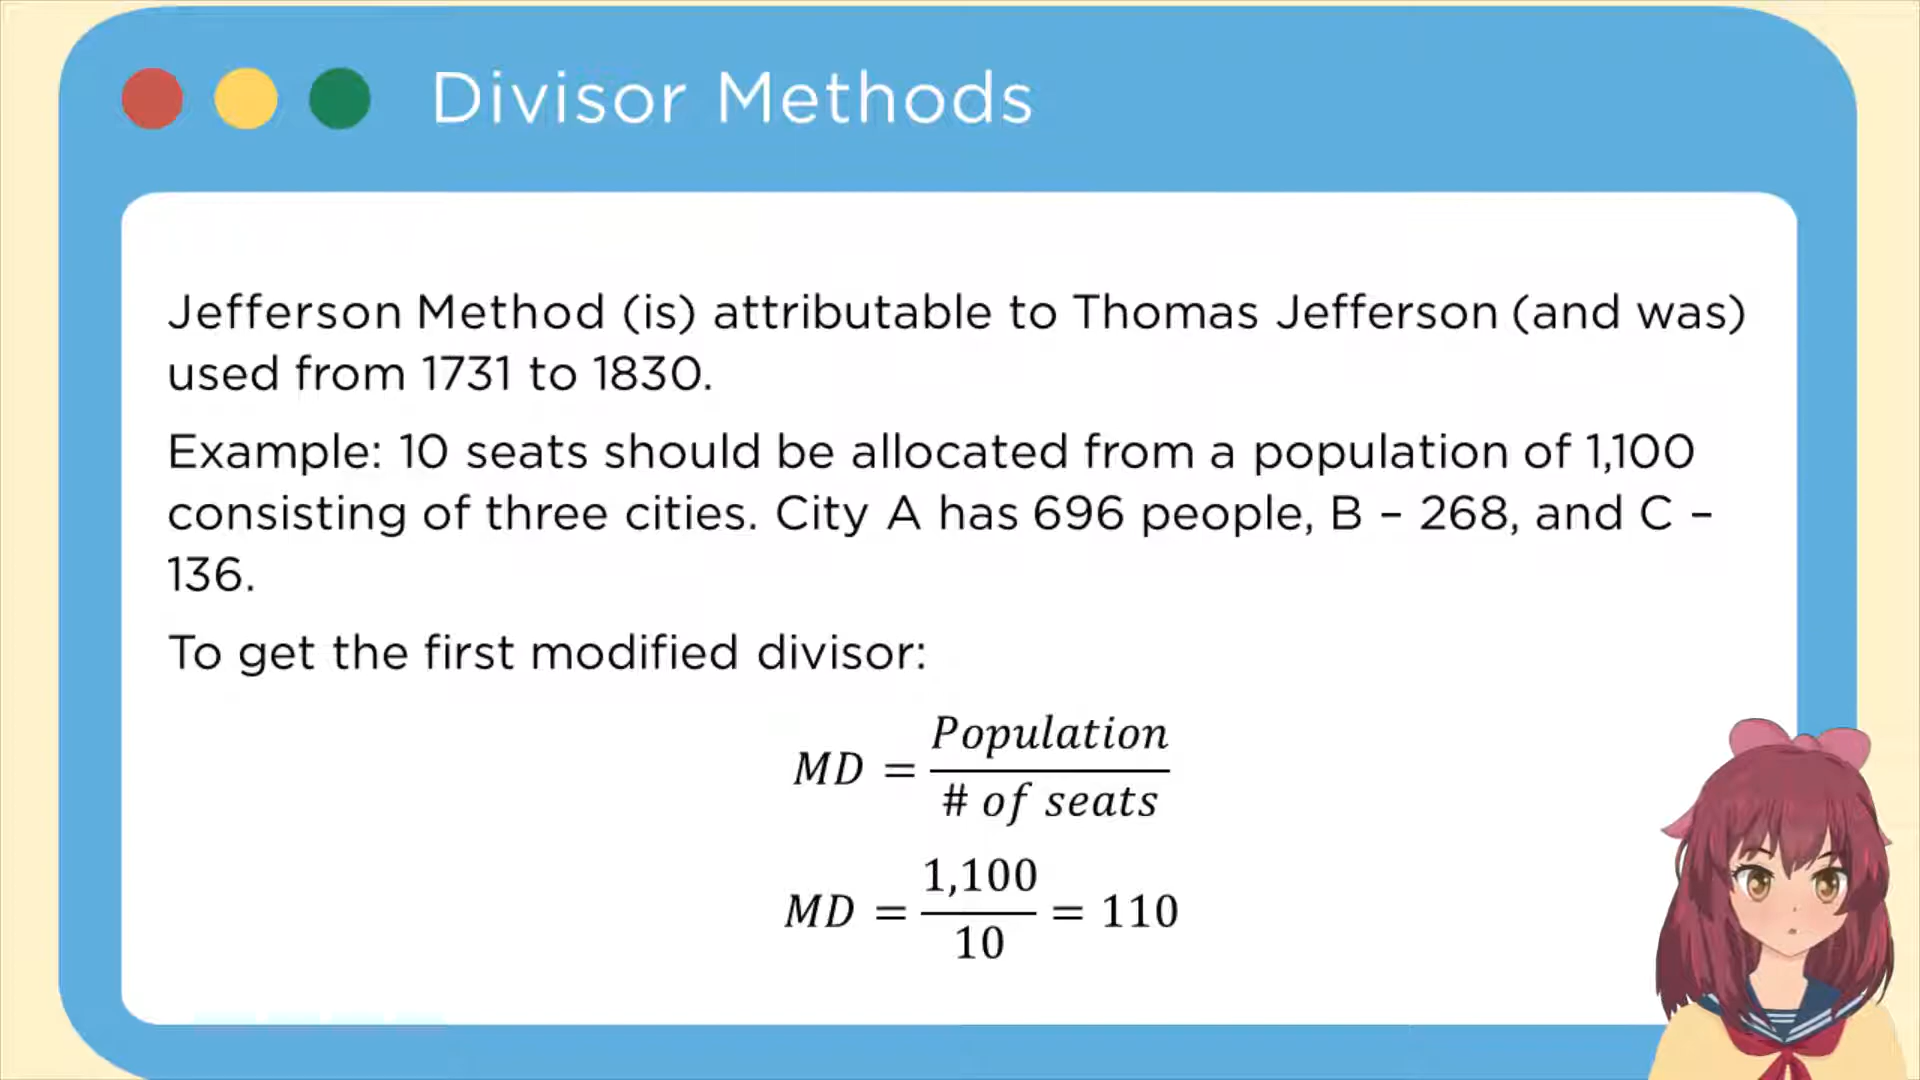 Divisor Methods
Jefferson Method (is) attributable to Thomas Jefferson (and was)
used from 1731 to 1830.
Example: 10 seats should be allocated from a population of 1,100
consisting of three cities. City A has 696 people, B – 268, and C –
136.
To get the first modified divisor:
MD = Population / # of seats
MD = 1,100 / 10 = 110